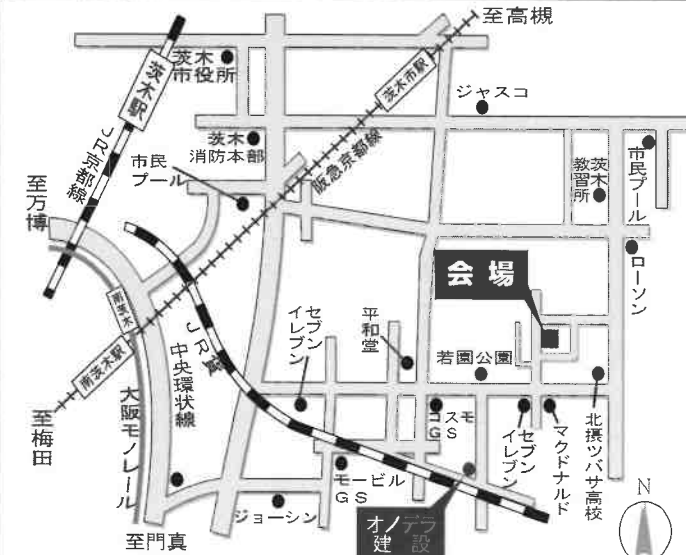 至高槻
茨木
市役所
茨木駅
茨木市駅
ジャスコ
茨木
消防本部
JR京都線
市民
プール
阪急京都線
茨木
教習所
市民プール
至万博
会場
ローソン
南茨木
セブン
イレブン
平和堂
若園公園
南茨木駅
JR貨
中央環状線
大阪モノレール
至梅田
コスモ
GS
セブン
イレブン
マクドナルド
北摂ツバサ高校
モービル
GS
ジョーシン
オノデラ
建設
至門真
N